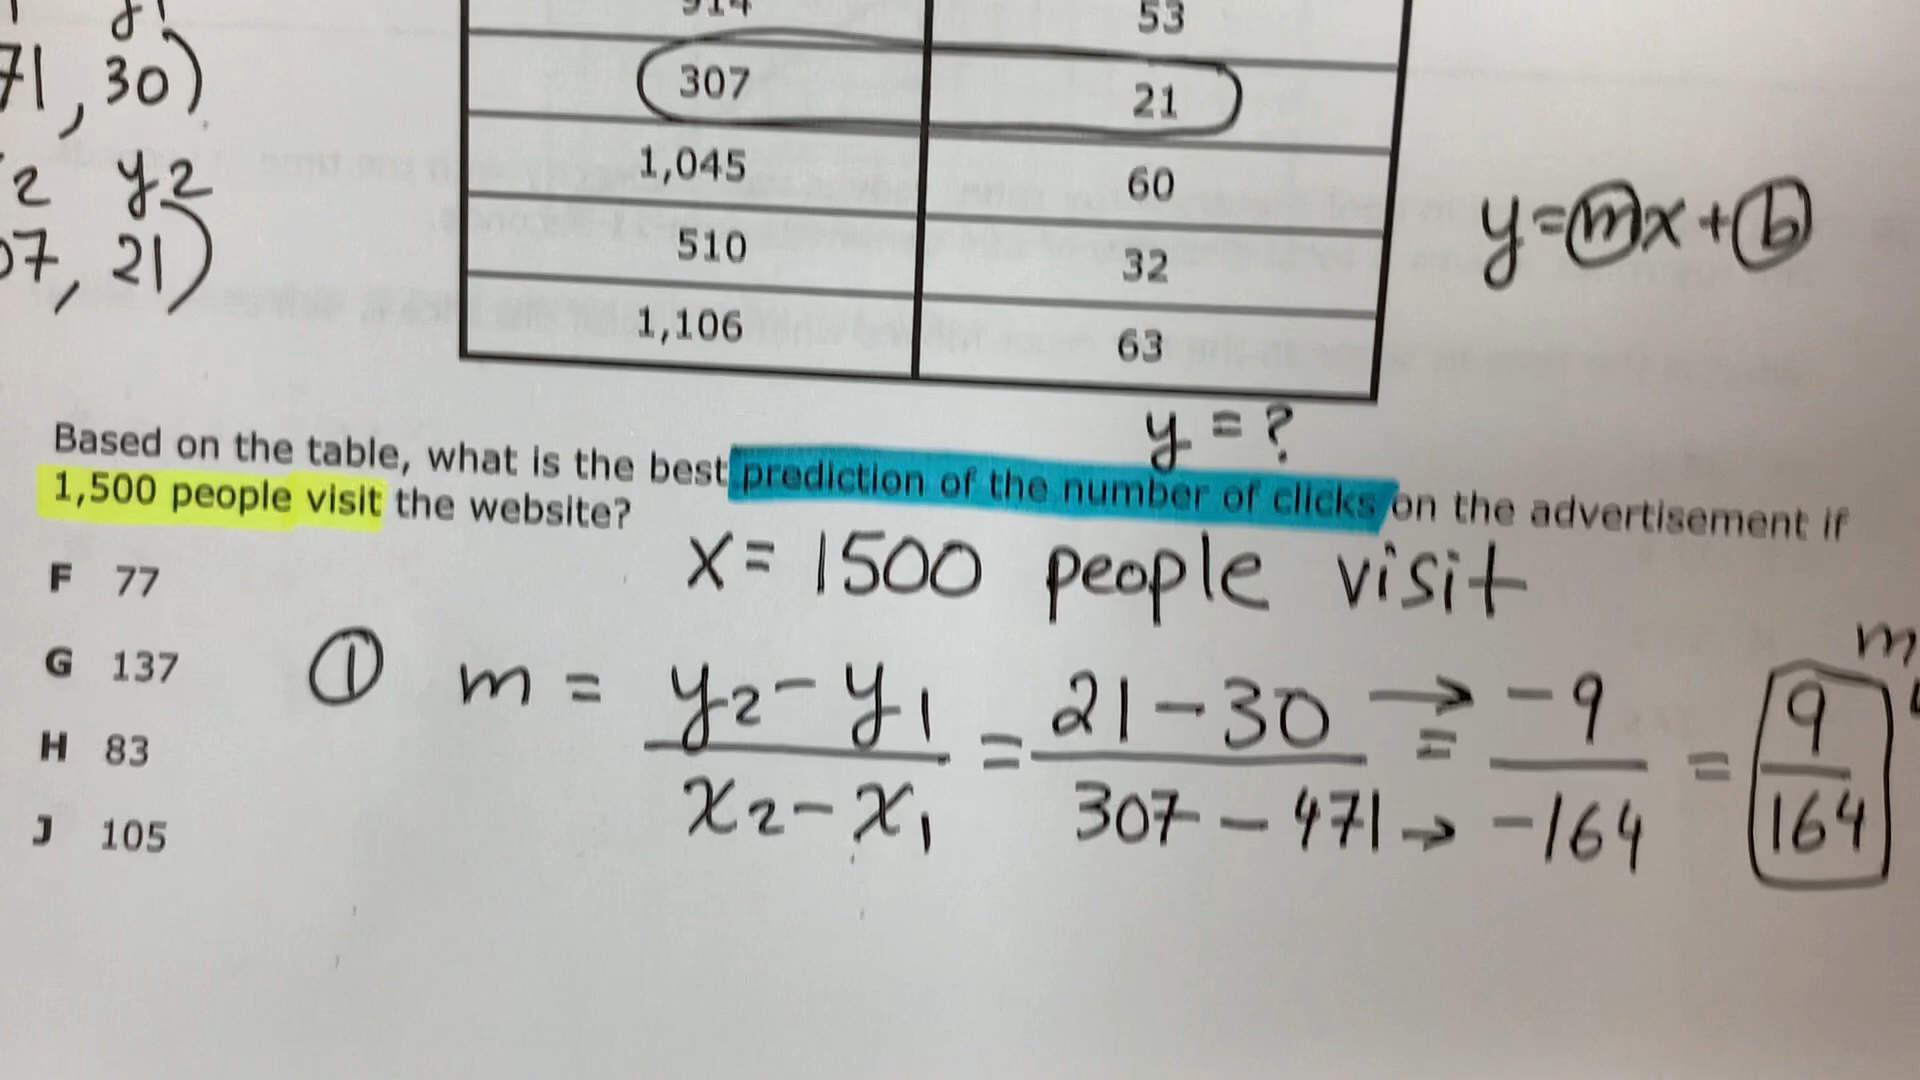 914 53
71, 30)
307 21
2 y2
1,045 60
07, 21)
510 32
y=mx+b
1,106 63
y = ?
Based on the table, what is the best prediction of the number of clicks on the advertisement if
1,500 people visit the website?
x= 1500 people visit
F 77
G 137
H 83
J 105
① m = y2-y1 = 21-30 → -9 = 9
x2-x1 307-471 → -164 164
m